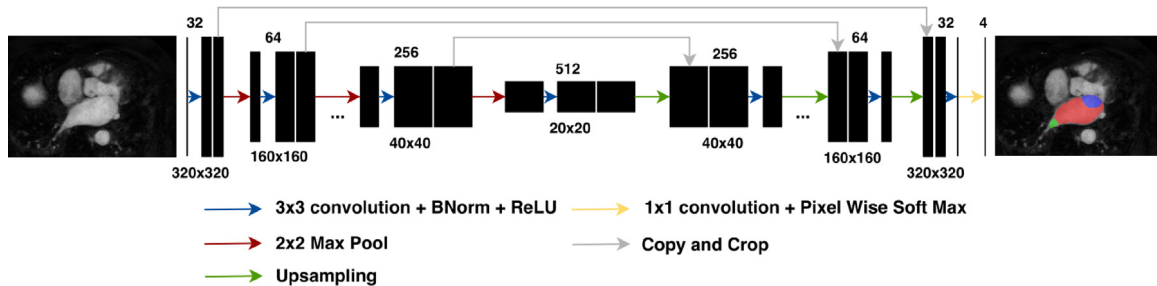 32
64
256
512
256
64
32
4
...
...
320x320
160x160
40x40
20x20
40x40
160x160
320x320
3x3 convolution + BNorm + ReLU
1x1 convolution + Pixel Wise Soft Max
2x2 Max Pool
Copy and Crop
Upsampling